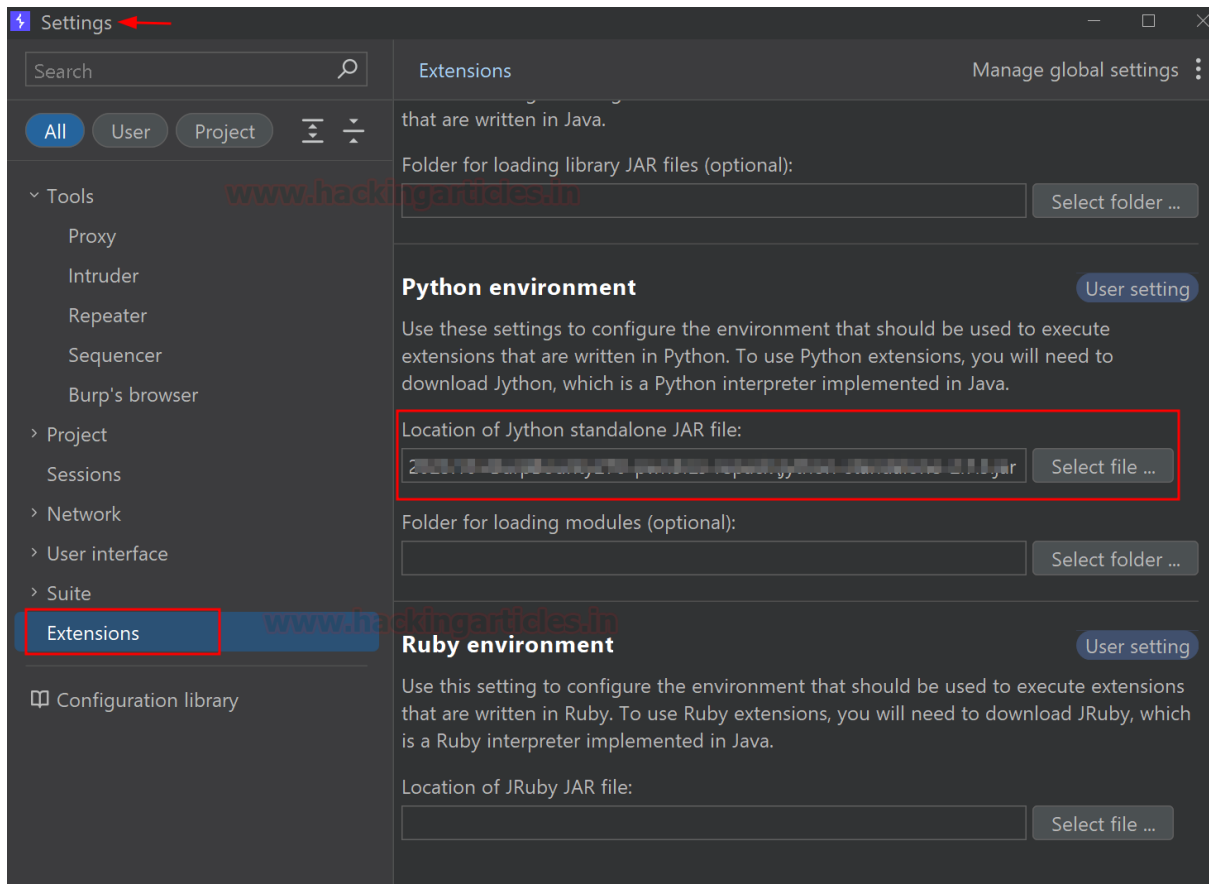 Settings
Search
Extensions
Manage global settings
All
User
Project
that are written in Java.
Folder for loading library JAR files (optional):
Select folder ...
www.hackingarticles.in
Tools
Proxy
Intruder
Repeater
Sequencer
Burp's browser
Project
Sessions
Network
User interface
Suite
Extensions
Configuration library
Python environment
User setting
Use these settings to configure the environment that should be used to execute
extensions that are written in Python. To use Python extensions, you will need to
download Jython, which is a Python interpreter implemented in Java.
Location of Jython standalone JAR file:
Select file ...
Folder for loading modules (optional):
Select folder ...
www.hackingarticles.in
Ruby environment
User setting
Use this setting to configure the environment that should be used to execute extensions
that are written in Ruby. To use Ruby extensions, you will need to download JRuby, which
is a Ruby interpreter implemented in Java.
Location of JRuby JAR file:
Select file ...